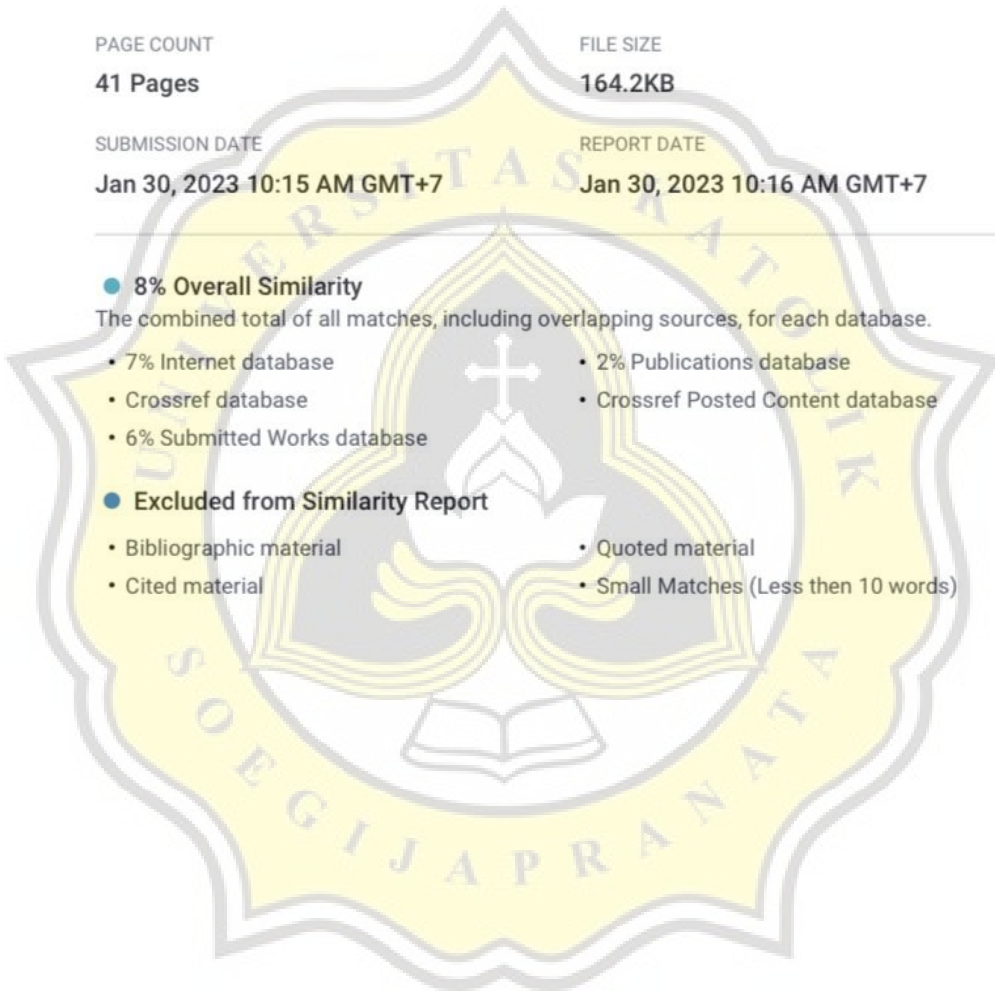 PAGE COUNT
FILE SIZE
41 Pages
164.2KB
SUBMISSION DATE
REPORT DATE
Jan 30, 2023 10:15 AM GMT+7
Jan 30, 2023 10:16 AM GMT+7
8% Overall Similarity
The combined total of all matches, including overlapping sources, for each database.
• 7% Internet database
• 2% Publications database
• Crossref database
• Crossref Posted Content database
• 6% Submitted Works database
Excluded from Similarity Report
• Bibliographic material
• Quoted material
• Cited material
• Small Matches (Less then 10 words)
UNIVERSITAS KATOLIK
SOEGIJAPRANATA